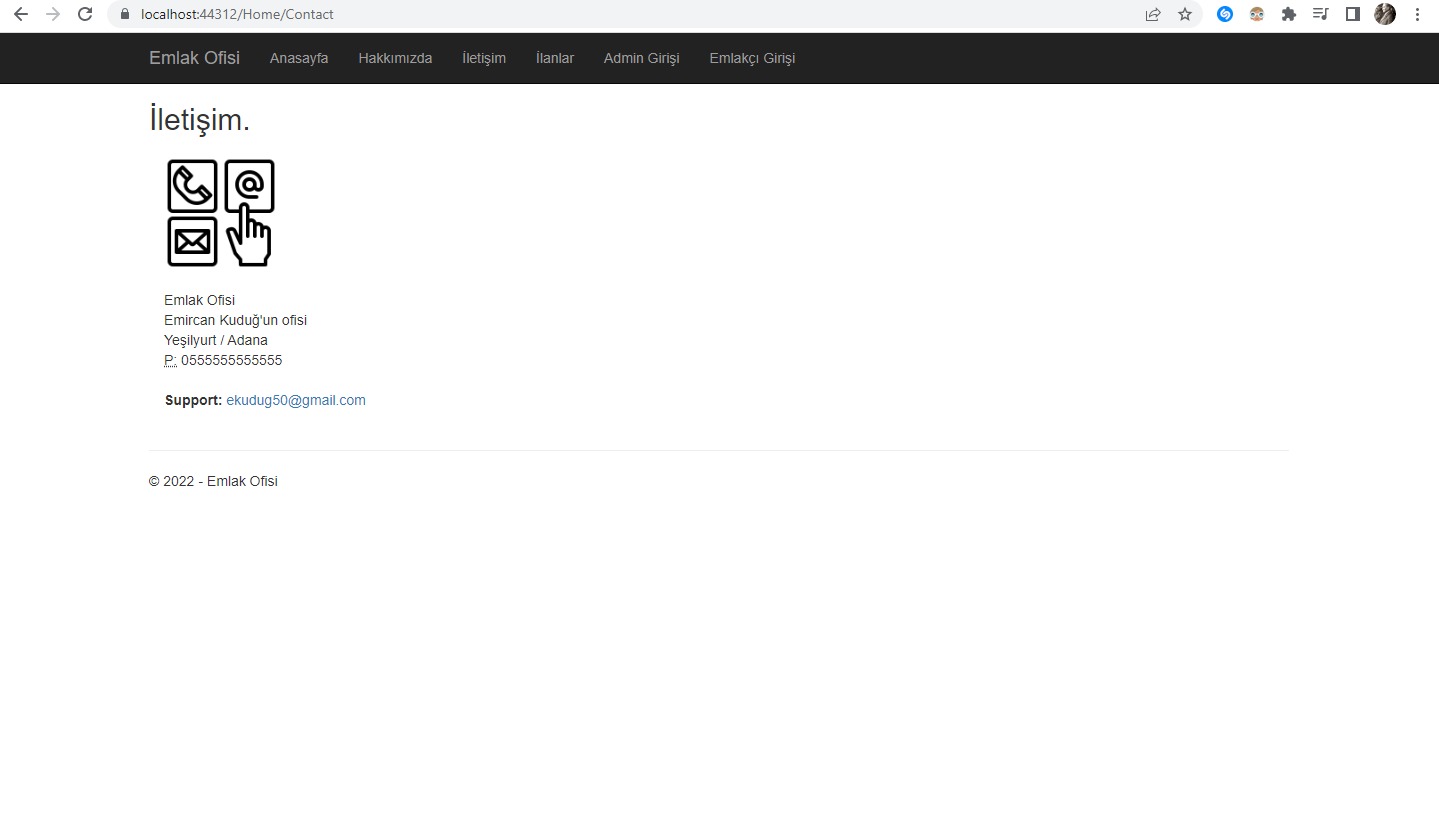 localhost:44312/Home/Contact
Emlak Ofisi Anasayfa Hakkımızda İletişim İlanlar Admin Girişi Emlakçı Girişi
İletişim.
@
Emlak Ofisi
Emircan Kuduğ'un ofisi
Yeşilyurt / Adana
P: 0555555555555
Support: ekudug50@gmail.com
© 2022 - Emlak Ofisi